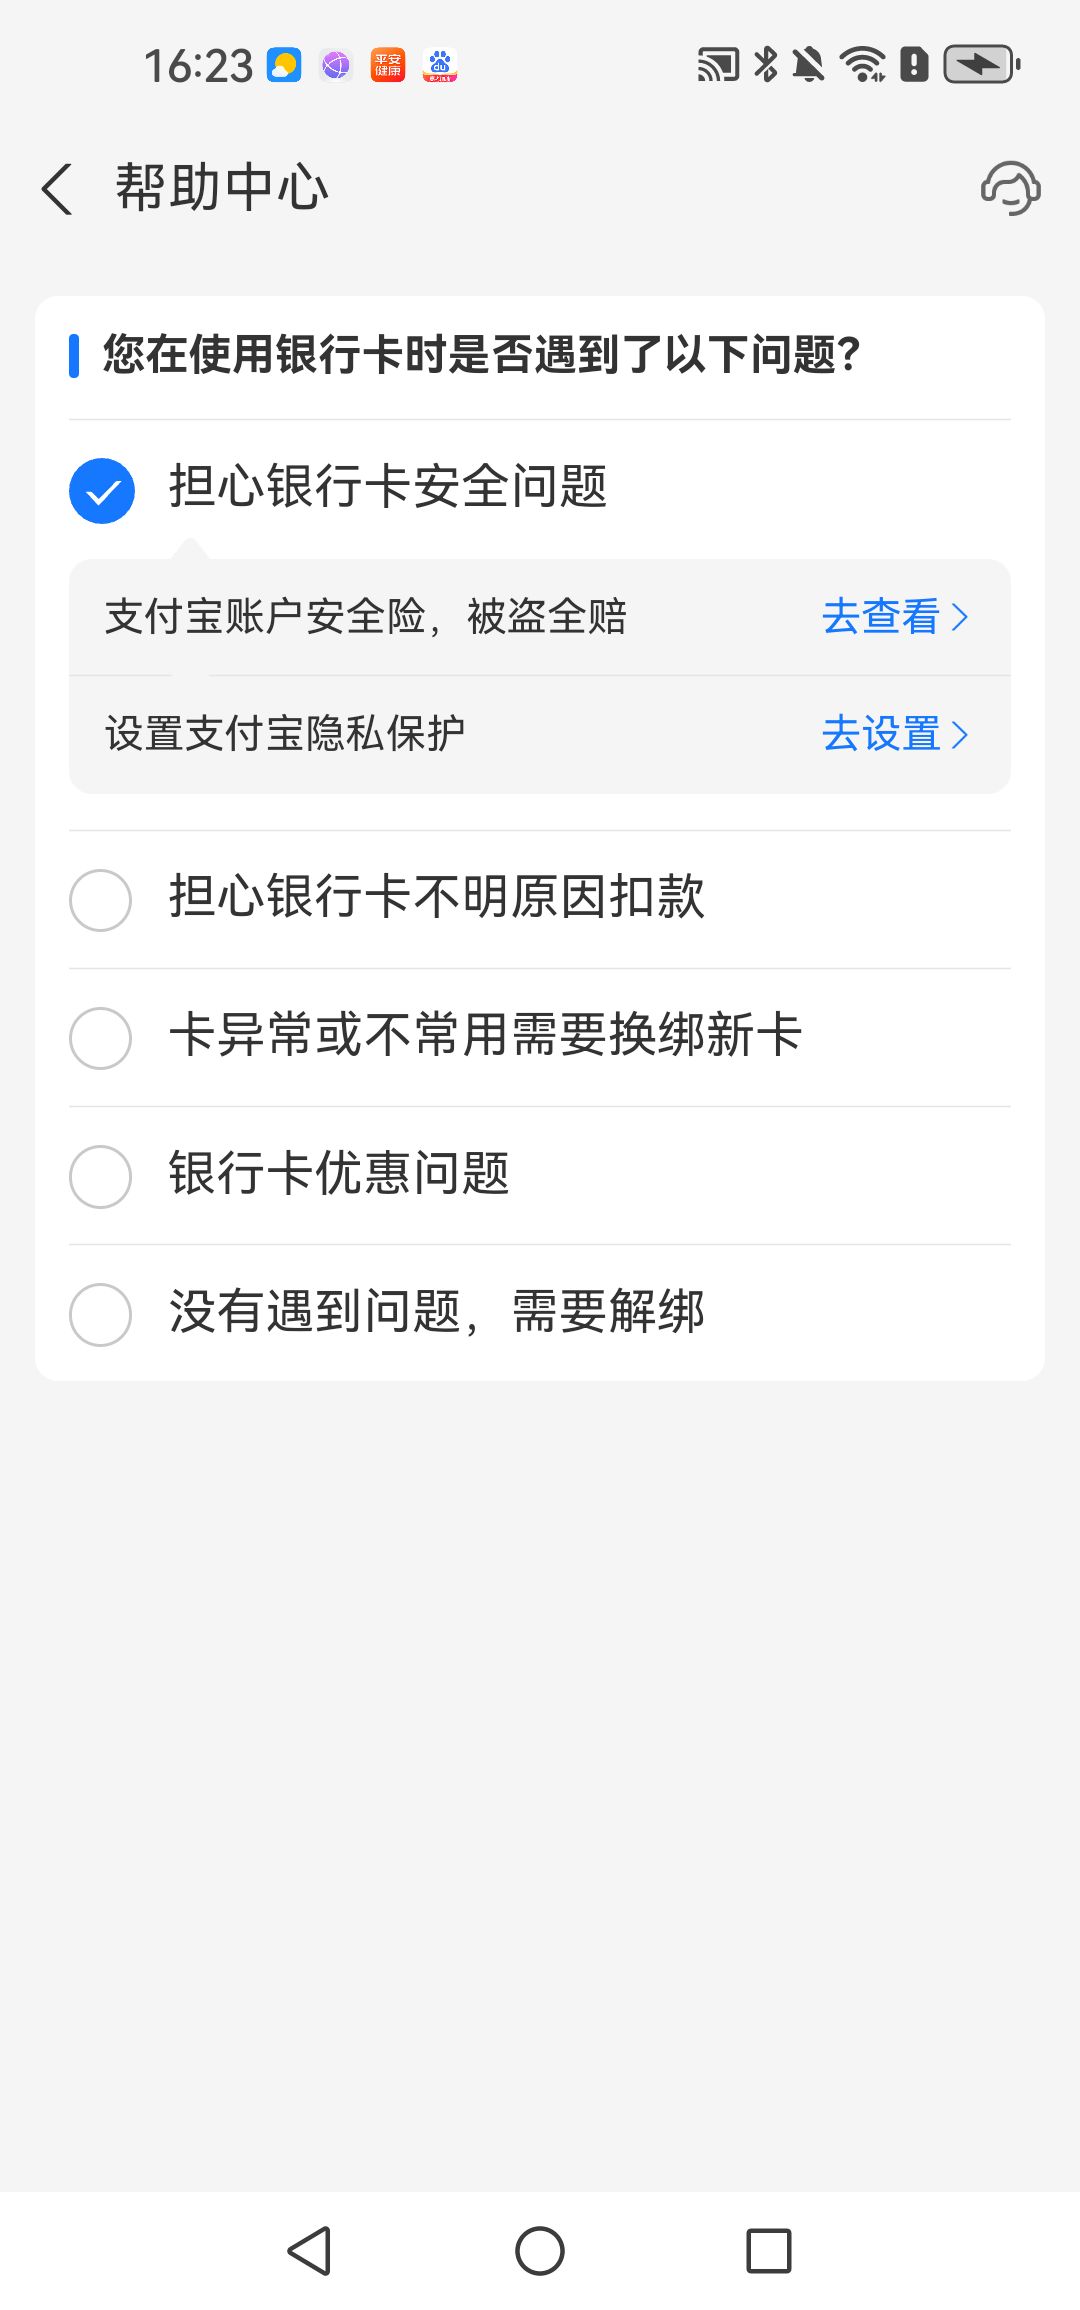 16:23
平安
健康
du
帮助中心
您在使用银行卡时是否遇到了以下问题?
担心银行卡安全问题
支付宝账户安全险，被盗全赔 去查看
设置支付宝隐私保护 去设置
担心银行卡不明原因扣款
卡异常或不常用需要换绑新卡
银行卡优惠问题
没有遇到问题，需要解绑